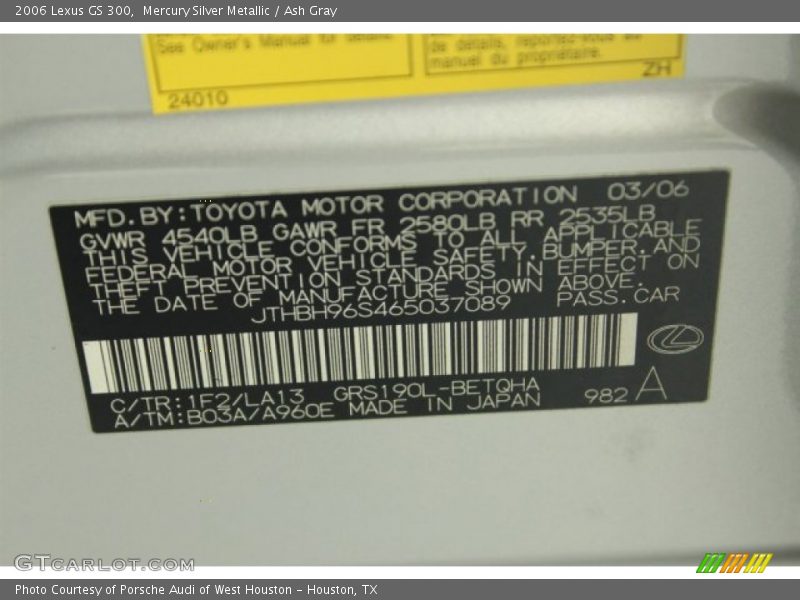 2006 Lexus GS 300,  Mercury Silver Metallic / Ash Gray
See Owner's Manual for details.
de details, reportez-vous au
manuel du propriétaire.
24010
ZH
MFD.BY:TOYOTA MOTOR CORPORATION 03/06
GVWR 4540LB GAWR FR 2580LB RR 2535LB
THIS VEHICLE CONFORMS TO ALL APPLICABLE
FEDERAL MOTOR VEHICLE SAFETY,BUMPER,AND
THEFT PREVENTION STANDARDS IN EFFECT ON
THE DATE OF MANUFACTURE SHOWN ABOVE.
JTHBH96S465037089 PASS.CAR
C/TR:1F2/LA13 GRS190L-BETQHA
A/TM:B03A/A960E MADE IN JAPAN 982 A
GTCARLOT.COM
Photo Courtesy of Porsche Audi of West Houston - Houston, TX